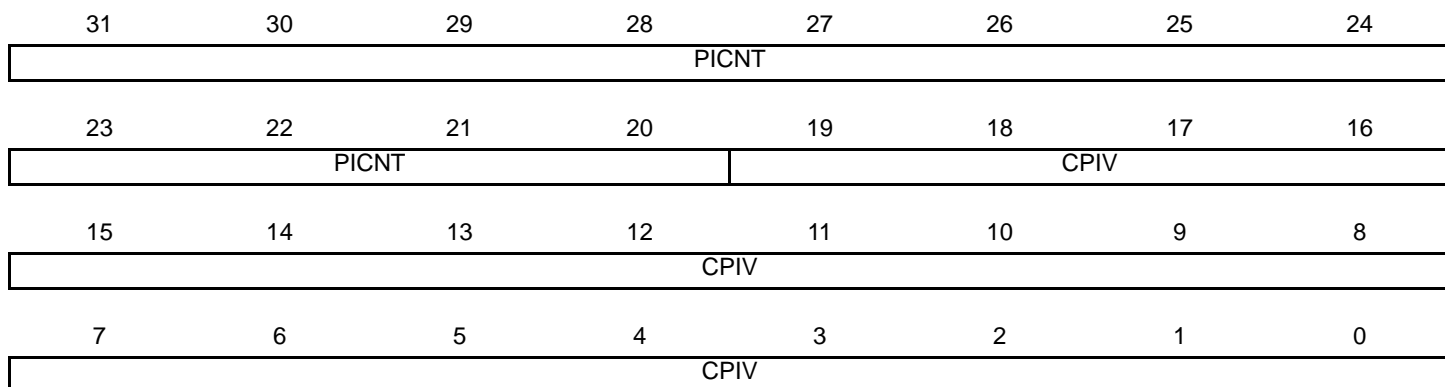 31 30 29 28 27 26 25 24
PICNT
23 22 21 20 19 18 17 16
PICNT CPIV
15 14 13 12 11 10 9 8
CPIV
7 6 5 4 3 2 1 0
CPIV